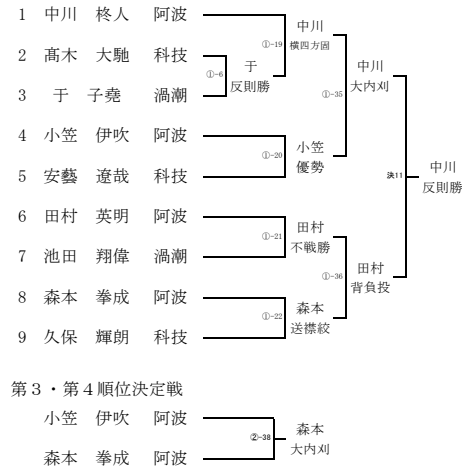 1 中川 柊人 阿波
2 髙木 大馳 科技
3 于 子堯 渦潮
4 小笠 伊吹 阿波
5 安藝 遼哉 科技
6 田村 英明 阿波
7 池田 翔偉 渦潮
8 森本 拳成 阿波
9 久保 輝朗 科技
①-6
于
反則勝
①-19
中川
横四方固
①-20
小笠
優勢
①-21
田村
不戦勝
①-22
森本
送襟絞
①-35
中川
大内刈
①-36
田村
背負投
決11
中川
反則勝
第3・第4順位決定戦
小笠 伊吹 阿波
森本 拳成 阿波
②-38
森本
大内刈